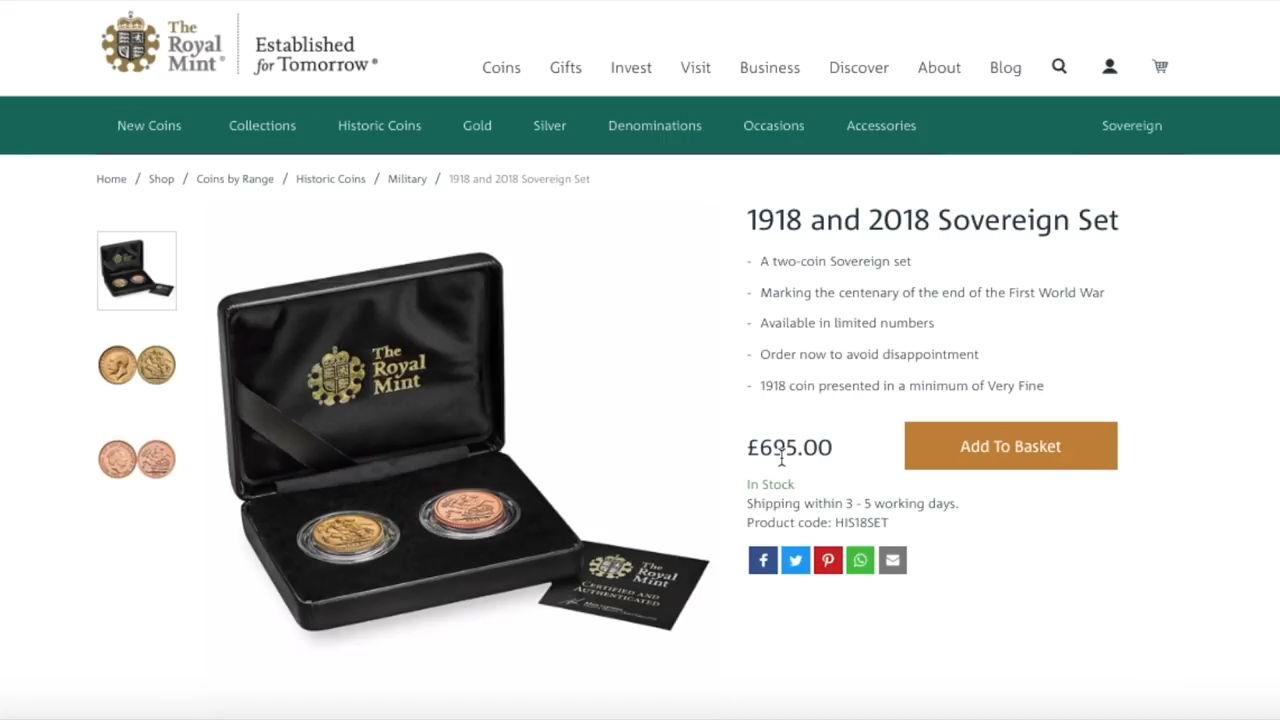 The
Royal
Mint®
Established
for Tomorrow®
Coins Gifts Invest Visit Business Discover About Blog
New Coins Collections Historic Coins Gold Silver Denominations Occasions Accessories Sovereign
Home / Shop / Coins by Range / Historic Coins / Military / 1918 and 2018 Sovereign Set
1918 and 2018 Sovereign Set
- A two-coin Sovereign set
- Marking the centenary of the end of the First World War
- Available in limited numbers
- Order now to avoid disappointment
- 1918 coin presented in a minimum of Very Fine
£695.00
Add To Basket
In Stock
Shipping within 3 - 5 working days.
Product code: HIS18SET
The
Royal
Mint
The
Royal
Mint
Certified and
Authenticated